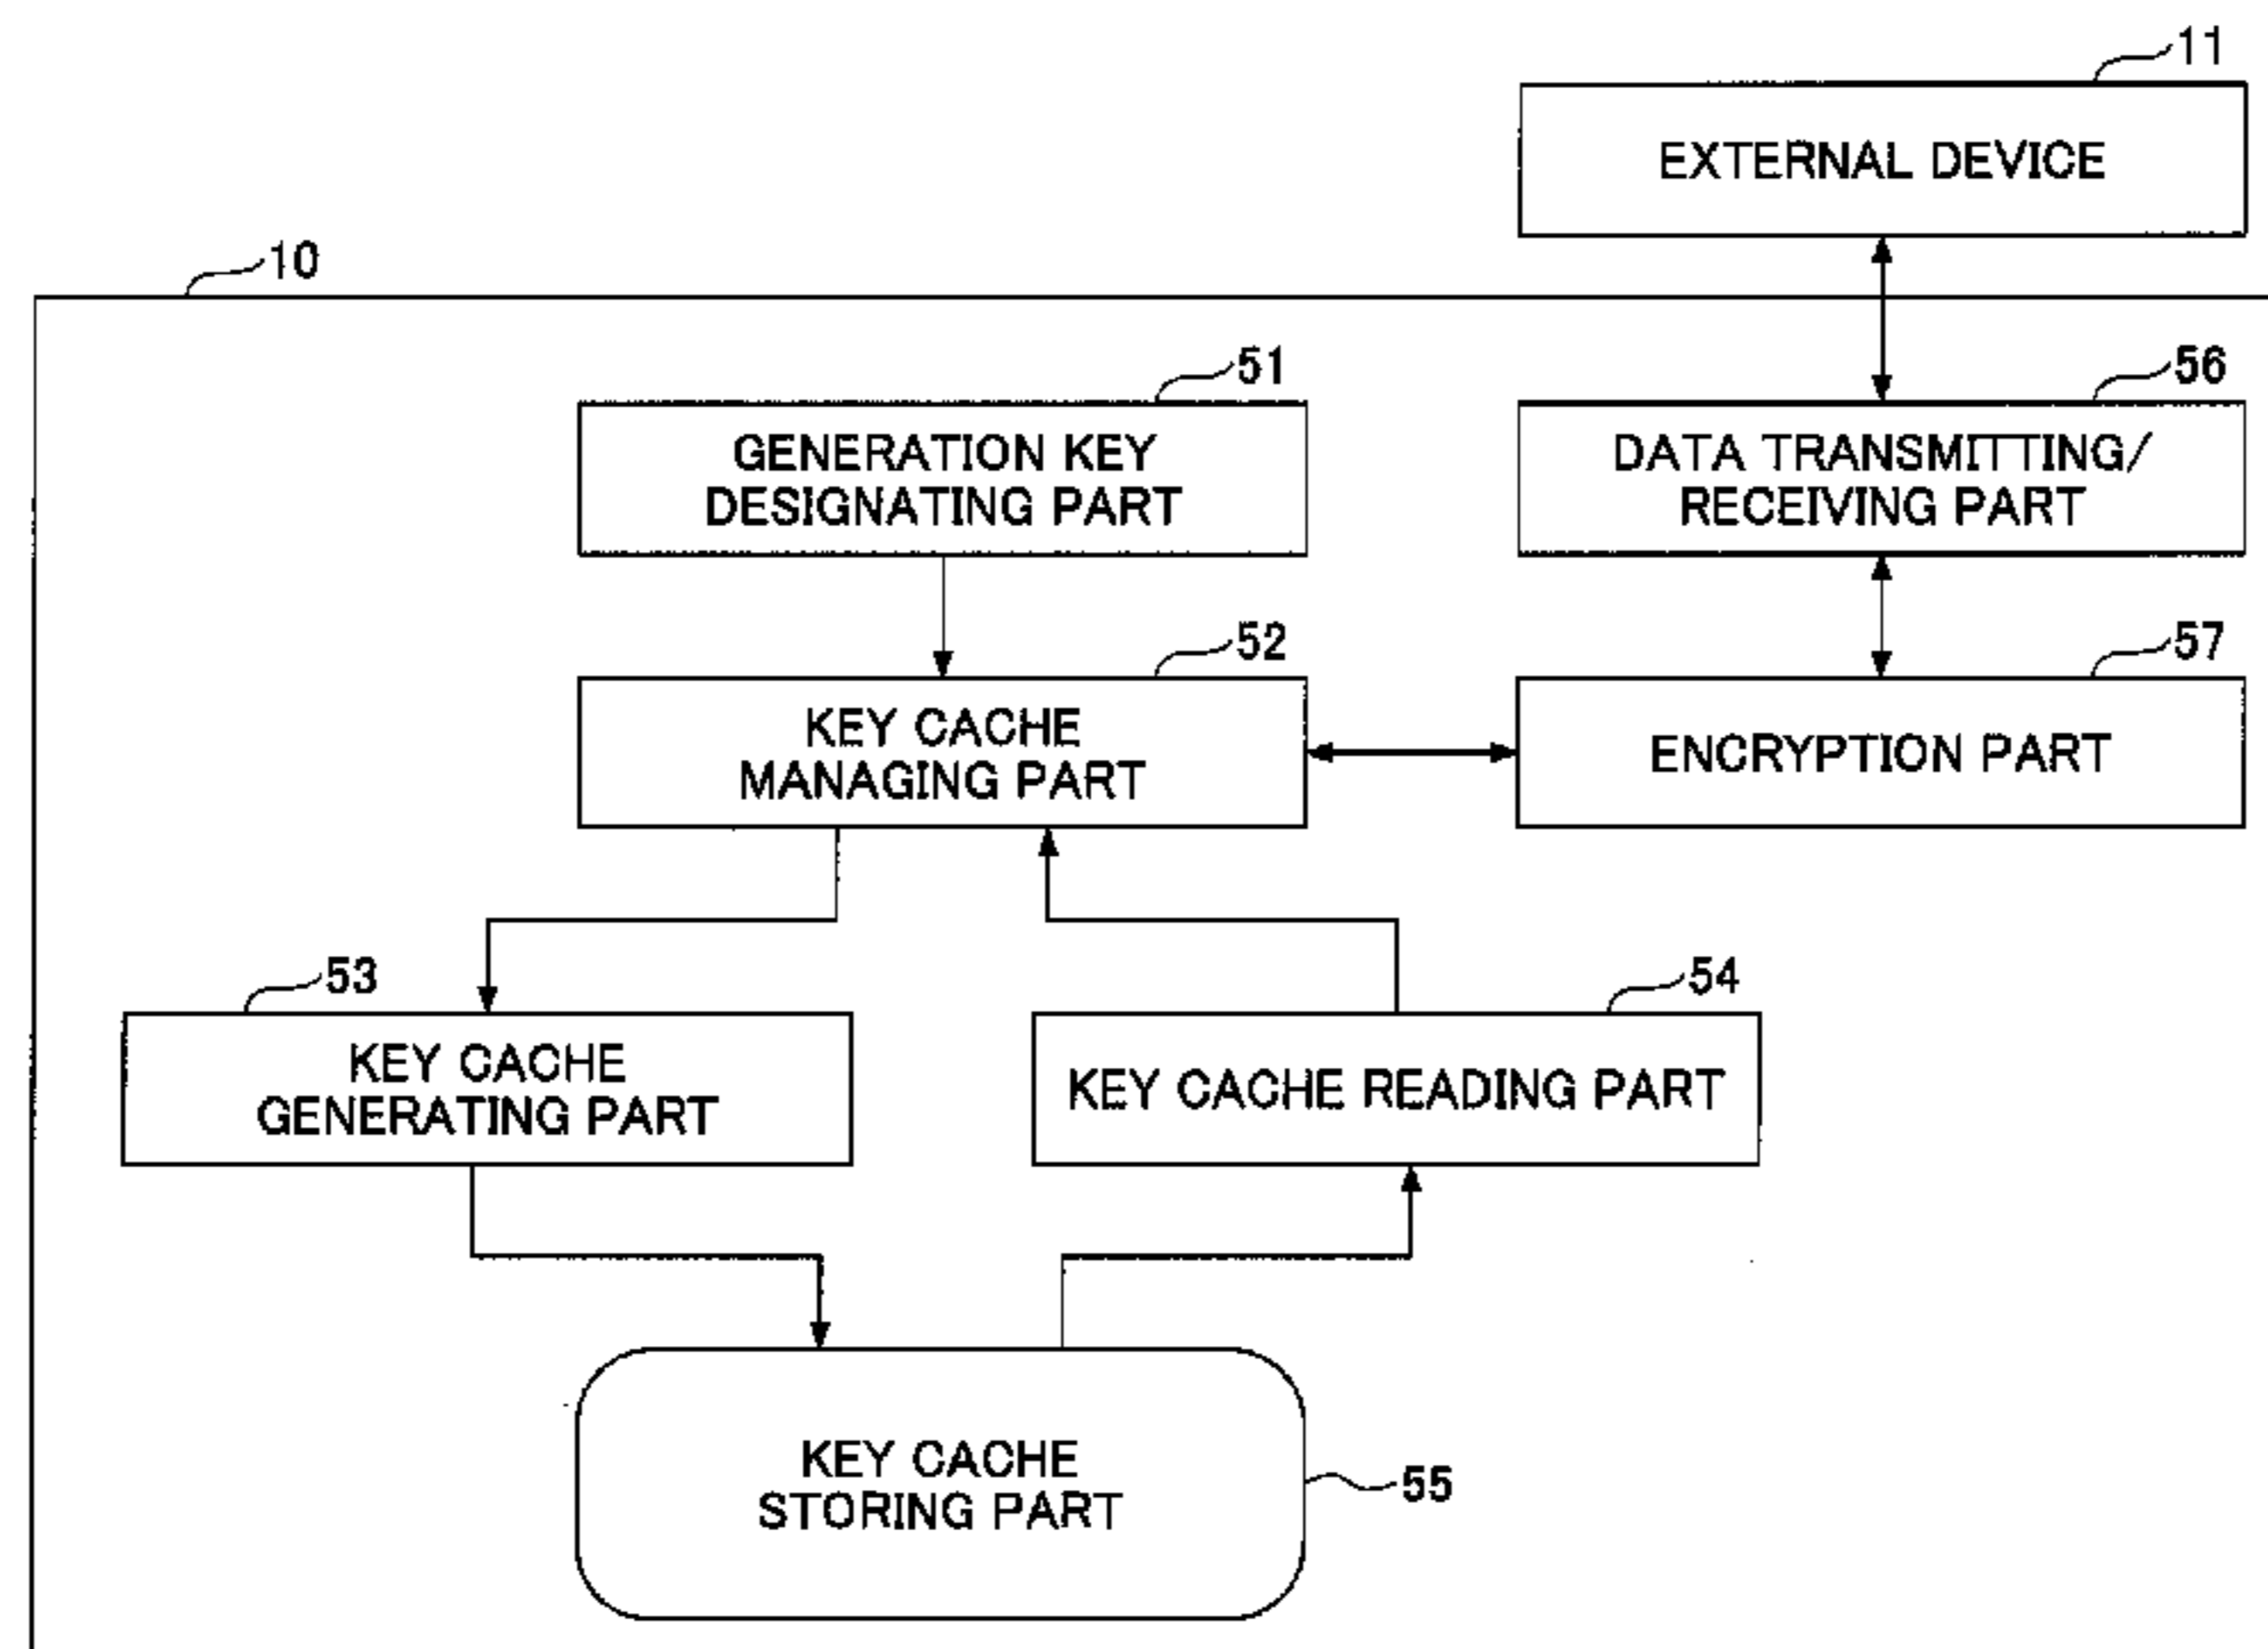 11
EXTERNAL DEVICE
10
51
GENERATION KEY
DESIGNATING PART
56
DATA TRANSMITTING/
RECEIVING PART
52
KEY CACHE
MANAGING PART
57
ENCRYPTION PART
53
KEY CACHE
GENERATING PART
54
KEY CACHE READING PART
KEY CACHE
STORING PART
55